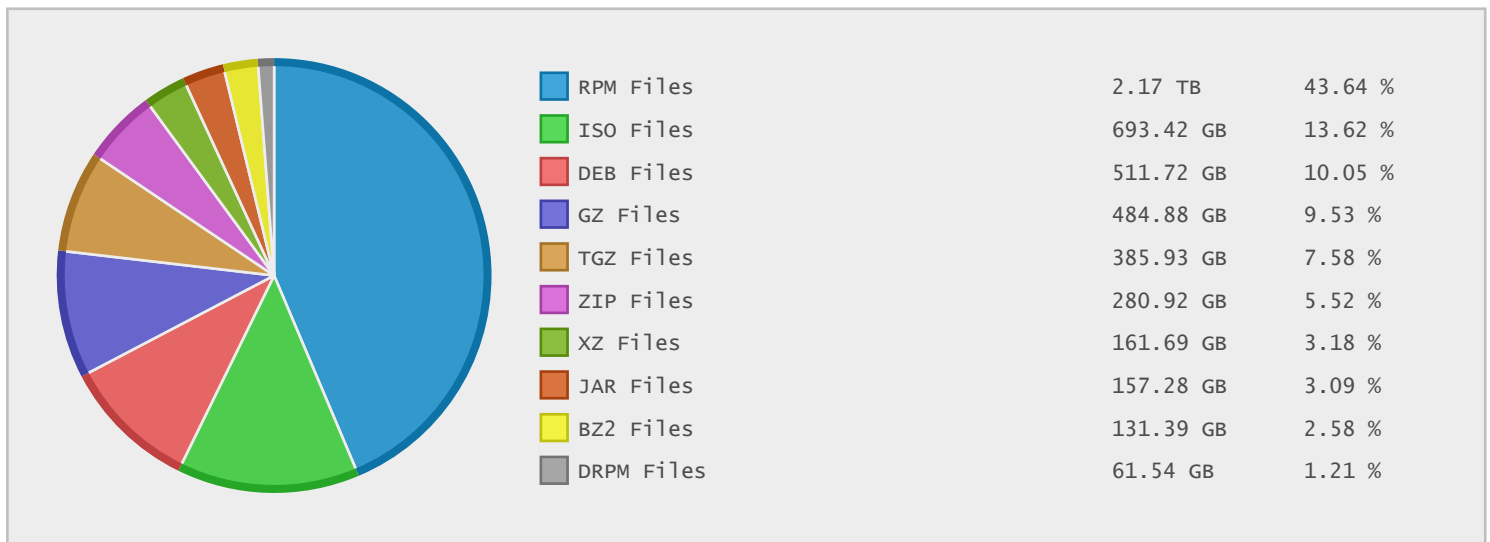 RPM Files 2.17 TB 43.64 %
ISO Files 693.42 GB 13.62 %
DEB Files 511.72 GB 10.05 %
GZ Files 484.88 GB 9.53 %
TGZ Files 385.93 GB 7.58 %
ZIP Files 280.92 GB 5.52 %
XZ Files 161.69 GB 3.18 %
JAR Files 157.28 GB 3.09 %
BZ2 Files 131.39 GB 2.58 %
DRPM Files 61.54 GB 1.21 %